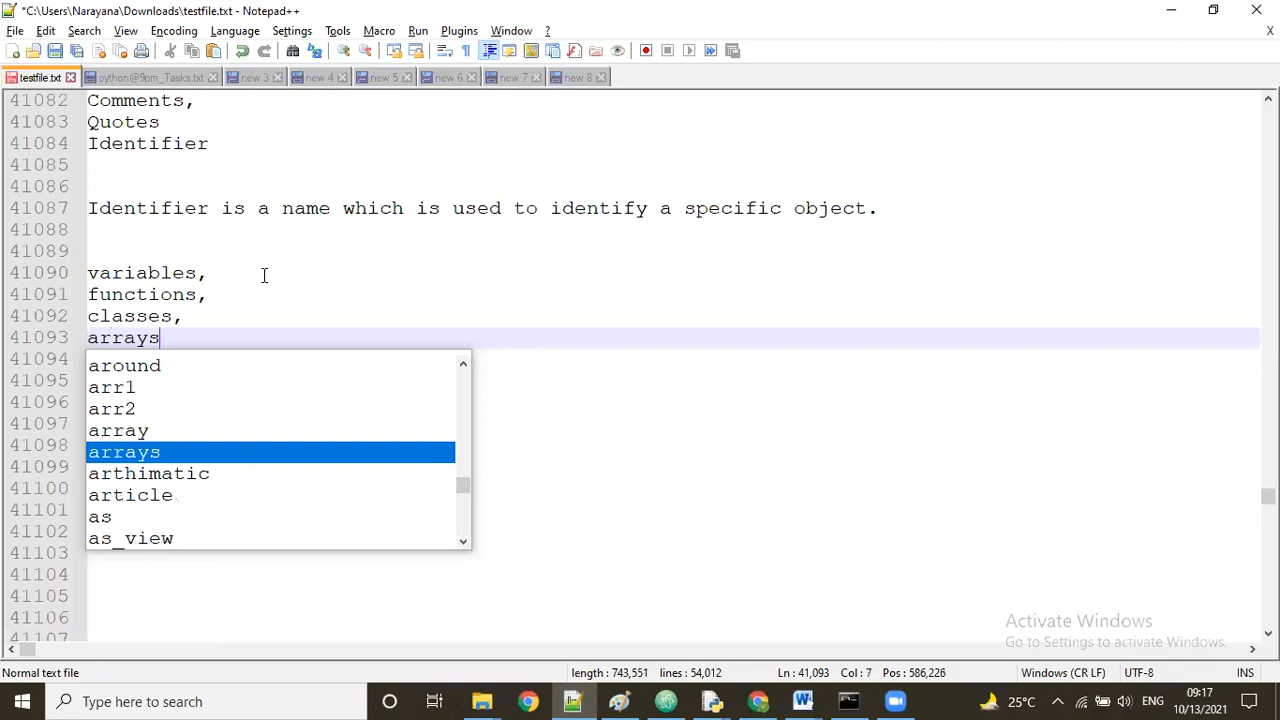 *C:\Users\Narayana\Downloads\testfile.txt - Notepad++
File Edit Search View Encoding Language Settings Tools Macro Run Plugins Window ? X
testfile.txt python@9pm_Tasks.txt new 3 new 4 new 5 new 6 new 7 new 8
41082 Comments,
41083 Quotes
41084 Identifier
41085
41086
41087 Identifier is a name which is used to identify a specific object.
41088
41089
41090 variables,
41091 functions,
41092 classes,
41093 arrays
41094 around
41095 arr1
41096 arr2
41097 array
41098 arrays
41099 arthimatic
41100 article
41101 as
41102 as_view
41103
41104
41105
41106
41107
Activate Windows
Go to Settings to activate Windows.
Normal text file length : 743,551 lines : 54,012 Ln : 41,093 Col : 7 Pos : 586,226 Windows (CR LF) UTF-8 INS
Type here to search 25°C ENG 09:17
10/13/2021